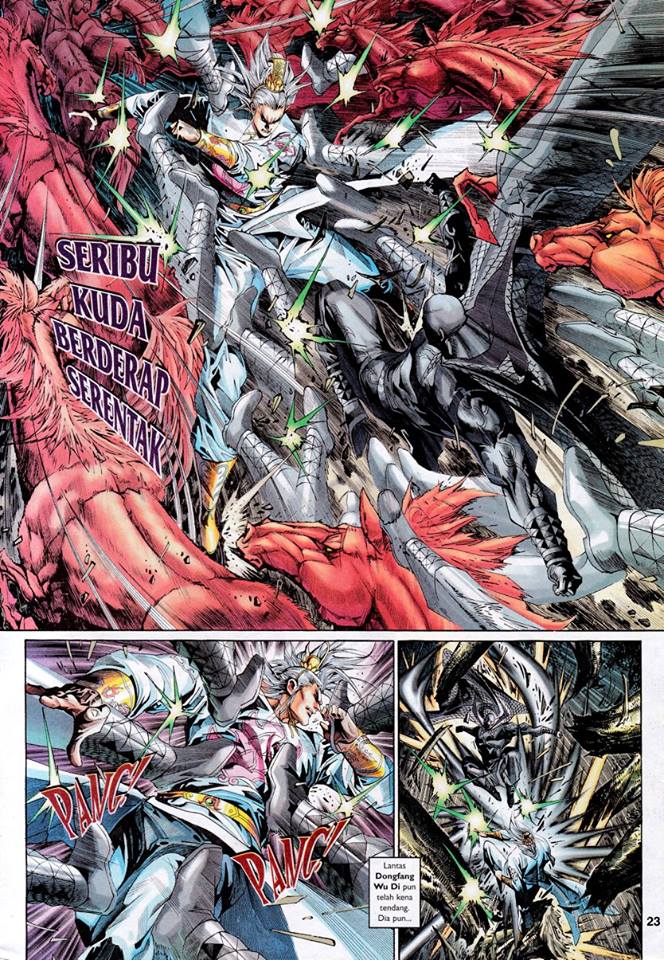 SERIBU
KUDA
BERDERAP
SERENTAK
PANG!
PANG!
Lantas
Dongfang
Wu Di pun
telah kena
tendang.
Dia pun...
23